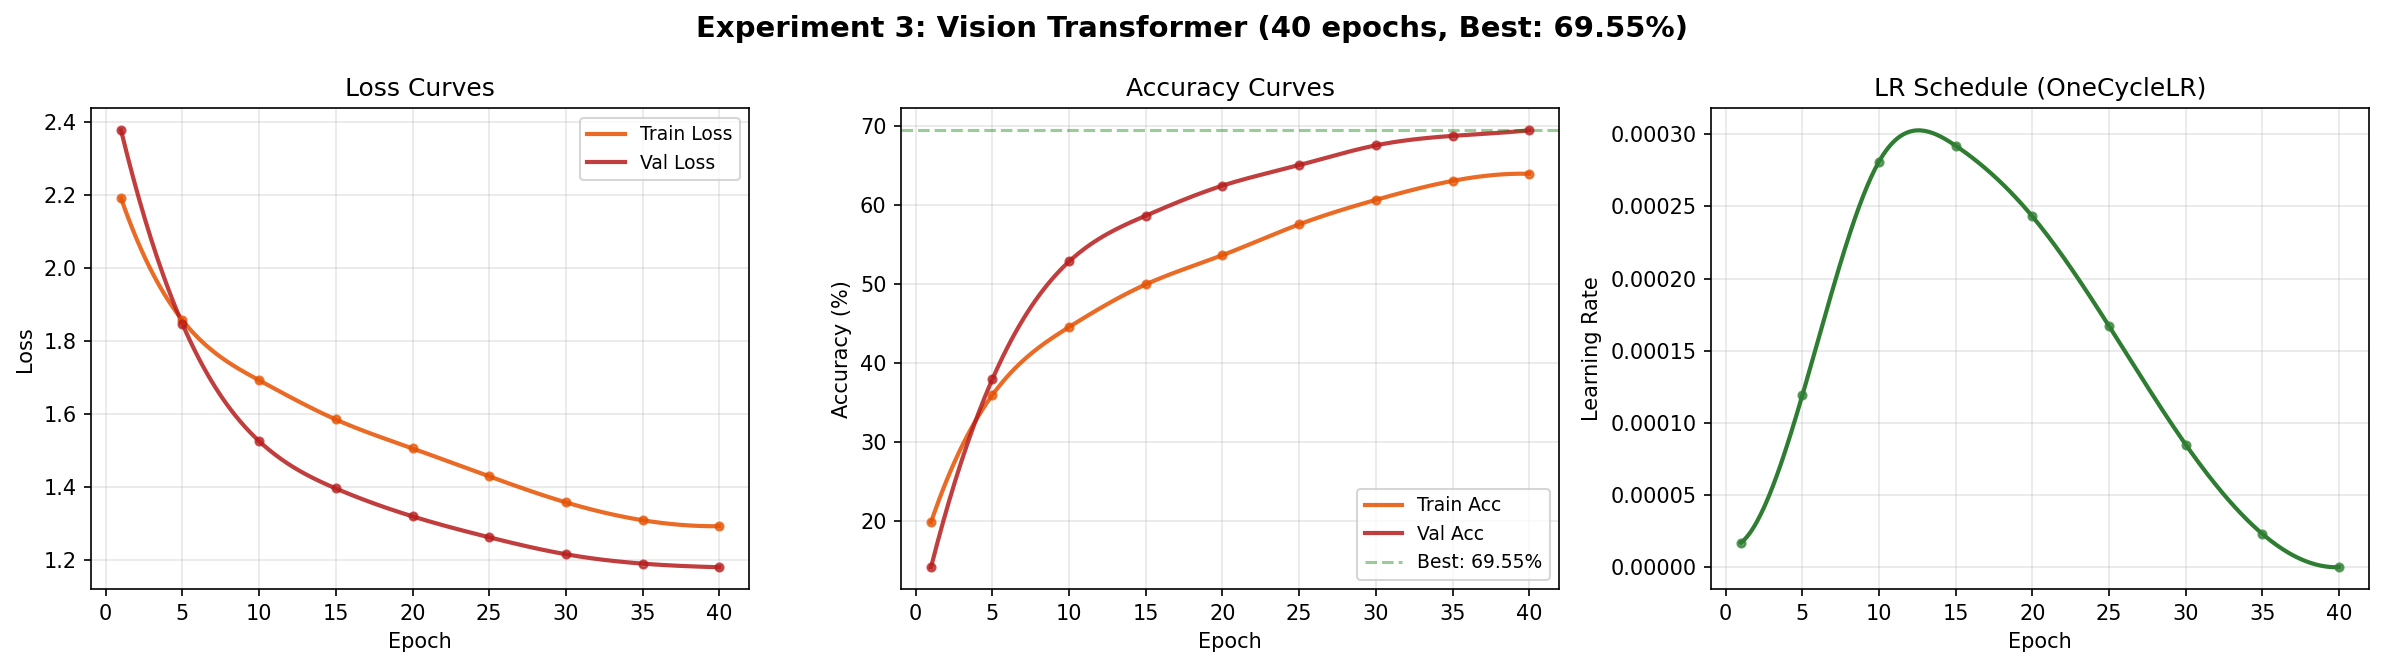 Experiment 3: Vision Transformer (40 epochs, Best: 69.55%)
Loss Curves
2.4
2.2
2.0
1.8
1.6
1.4
1.2
Loss
Train Loss
Val Loss
0 5 10 15 20 25 30 35 40
Epoch
Accuracy Curves
70
60
50
40
30
20
Accuracy (%)
Train Acc
Val Acc
Best: 69.55%
0 5 10 15 20 25 30 35 40
Epoch
LR Schedule (OneCycleLR)
0.00030
0.00025
0.00020
0.00015
0.00010
0.00005
0.00000
Learning Rate
0 5 10 15 20 25 30 35 40
Epoch